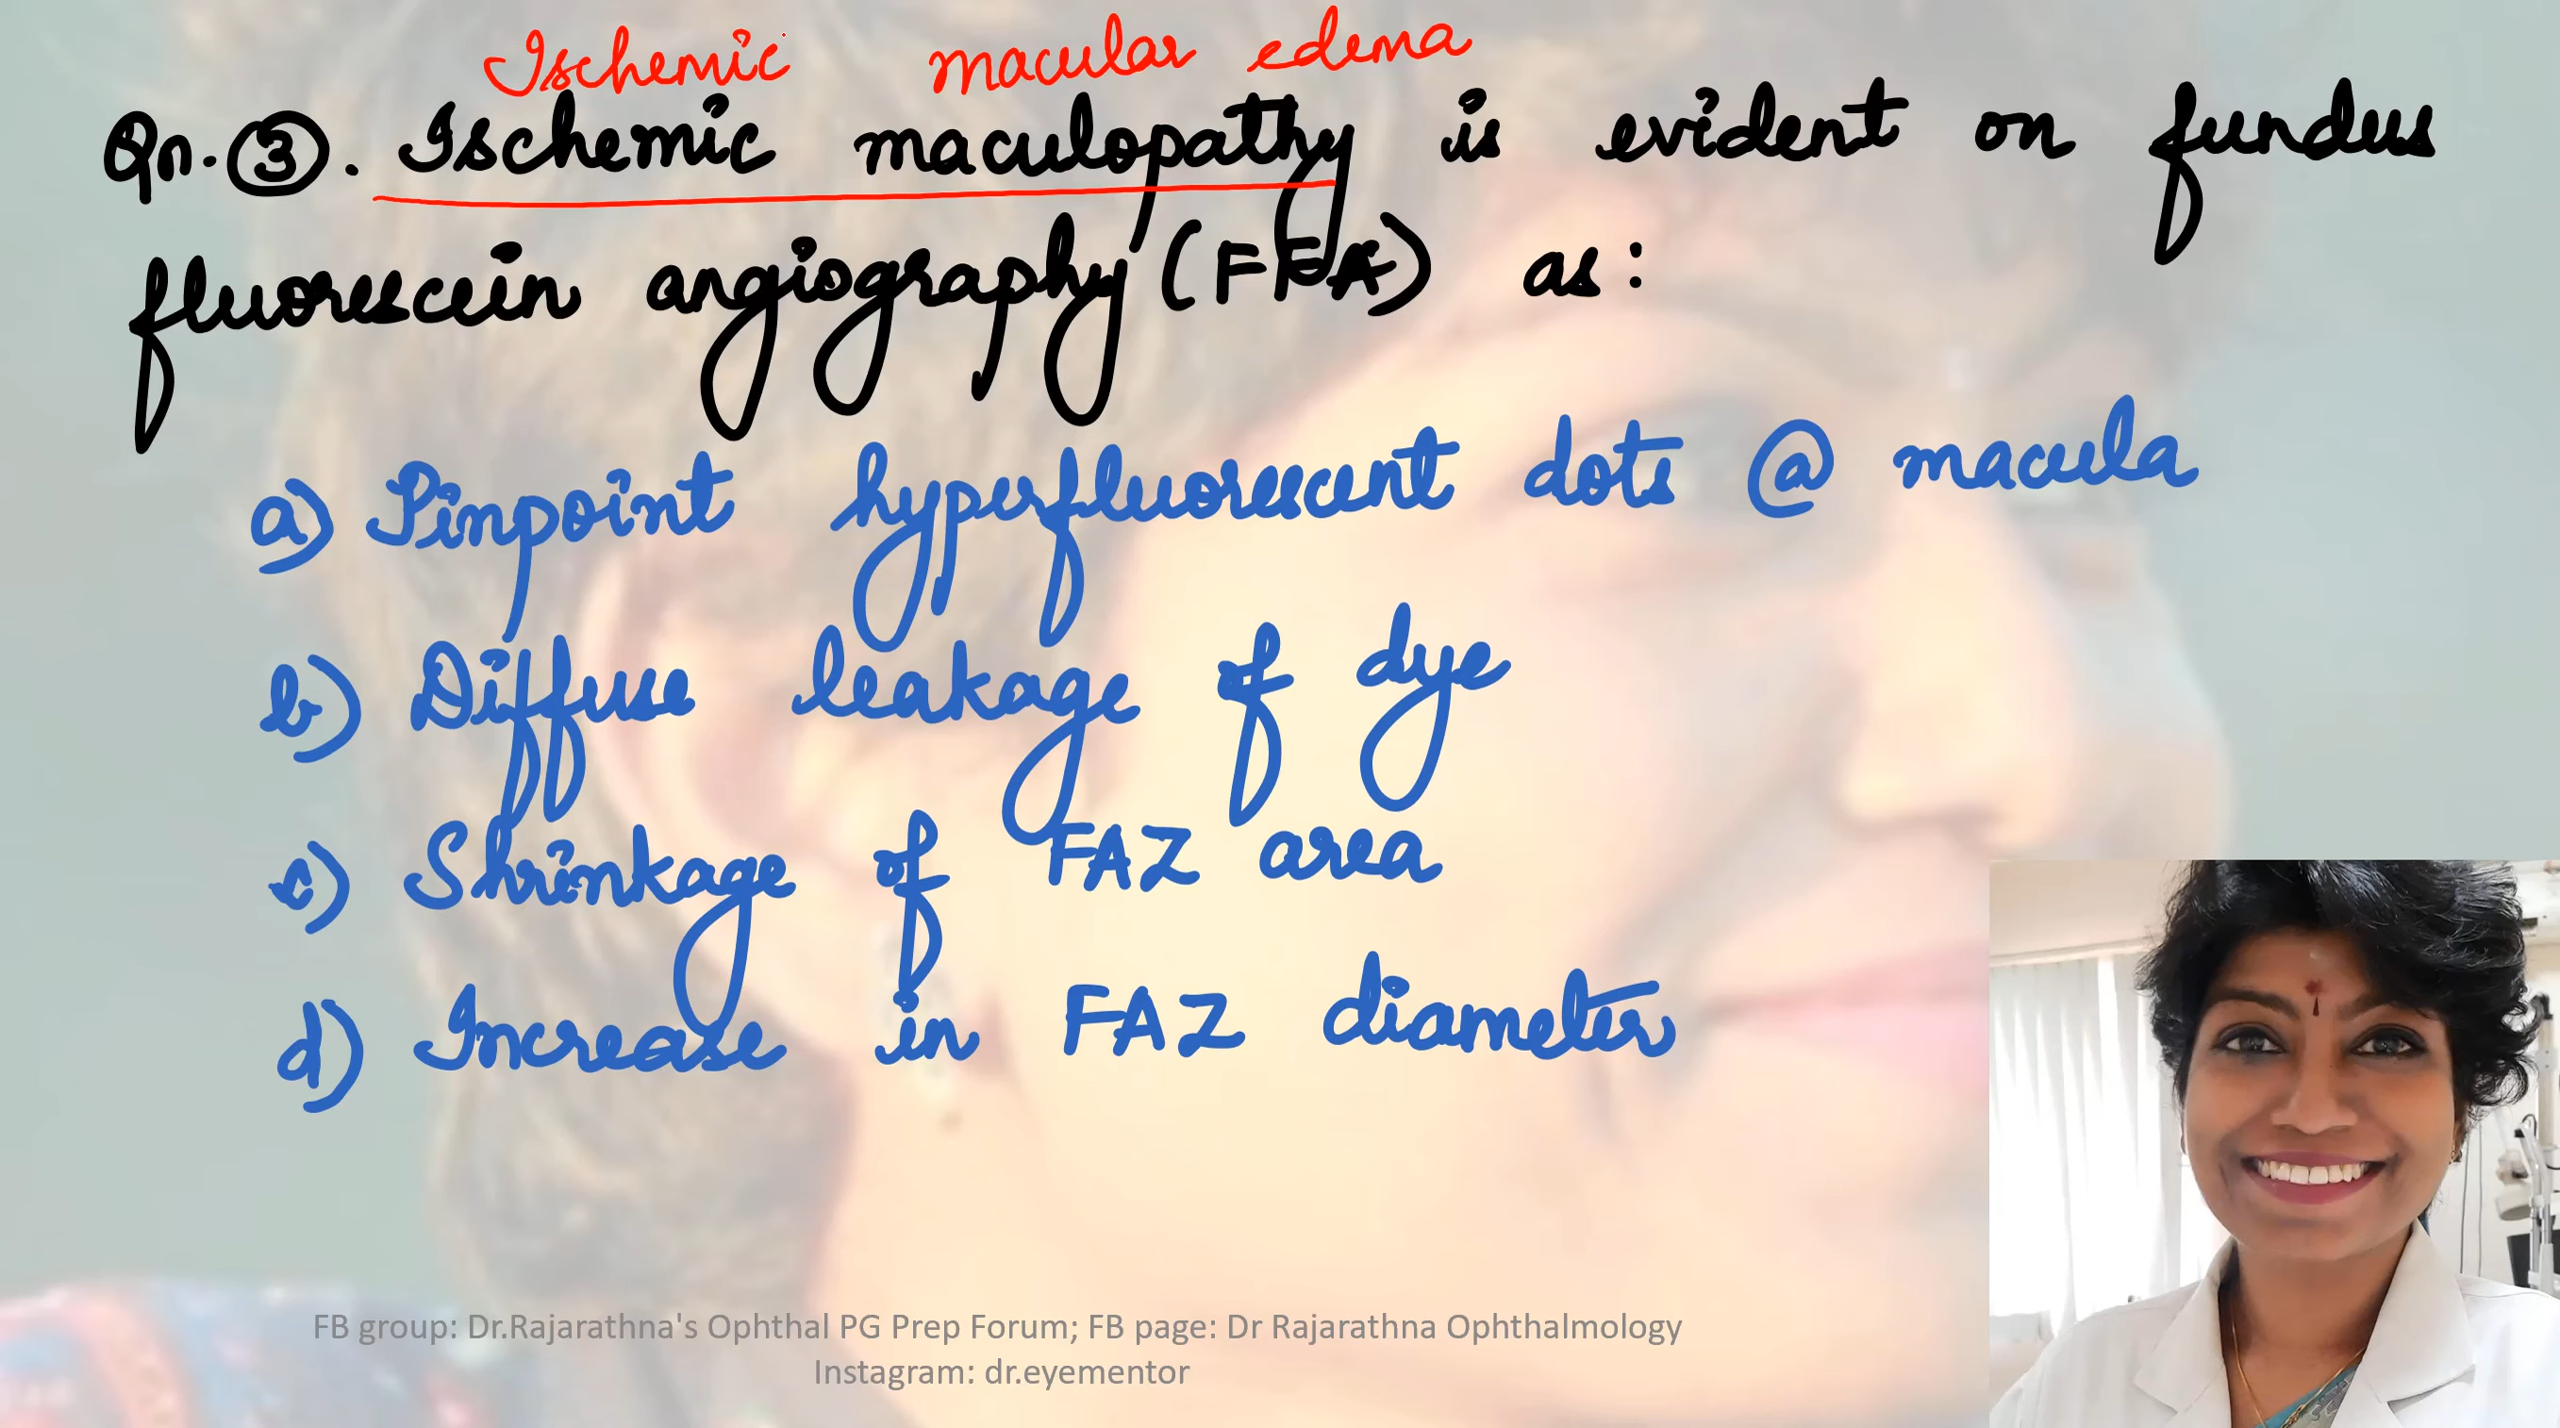 Ischemic macular edema
Qn. 3. Ischemic maculopathy is evident on fundus
fluorescein angiography (FFA) as:
a) Pinpoint hyperfluorescent dots @ macula
b) Diffuse leakage of dye
c) Shrinkage of FAZ area
d) Increase in FAZ diameter
FB group: Dr.Rajarathna's Ophthal PG Prep Forum; FB page: Dr Rajarathna Ophthalmology
Instagram: dr.eyementor